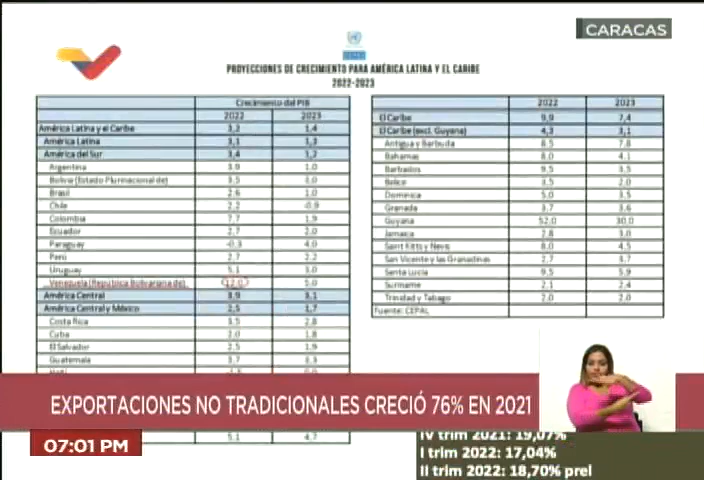 CARACAS
PROYECCIONES DE CRECIMIENTO PARA AMÉRICA LATINA Y EL CARIBE
2022-2023
Crecimiento del PIB
2022 2023
América Latina y el Caribe 3,2 1,4
América Latina 3,1 1,3
América del Sur 3,4 1,2
Argentina 3,9 1,0
Bolivia (Estado Plurinacional de) 3,5 3,0
Brasil 2,6 1,0
Chile 2,2 -0,9
Colombia 7,7 1,9
Ecuador 2,7 2,0
Paraguay -0,3 4,0
Perú 2,7 2,2
Uruguay 5,1 3,0
Venezuela (República Bolivariana de) 12,0 5,0
América Central 3,9 3,1
América Central y México 2,5 1,7
Costa Rica 3,5 2,8
Cuba 2,0 1,8
El Salvador 2,5 1,9
Guatemala 3,7 3,3
5,1 4,7
2022 2023
El Caribe 9,9 7,4
El Caribe (excl. Guyana) 4,3 3,1
Antigua y Barbuda 8,5 7,8
Bahamas 8,0 4,1
Barbados 9,5 3,5
Belice 3,5 2,0
Dominica 5,0 3,5
Granada 3,7 3,6
Guyana 52,0 30,0
Jamaica 2,8 3,0
Saint Kitts y Nevis 8,0 4,5
San Vicente y las Granadinas 2,7 3,7
Santa Lucía 9,5 5,9
Suriname 2,1 2,4
Trinidad y Tabago 2,0 2,0
Fuente: CEPAL
EXPORTACIONES NO TRADICIONALES CRECIÓ 76% EN 2021
07:01 PM
IV trim 2021: 19,07%
I trim 2022: 17,04%
II trim 2022: 18,70% prel